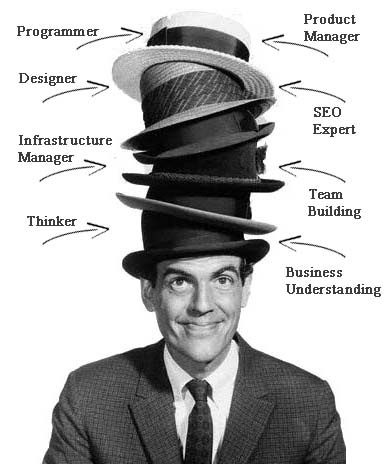 Programmer
Product
Manager
Designer
SEO
Expert
Infrastructure
Manager
Team
Building
Thinker
Business
Understanding